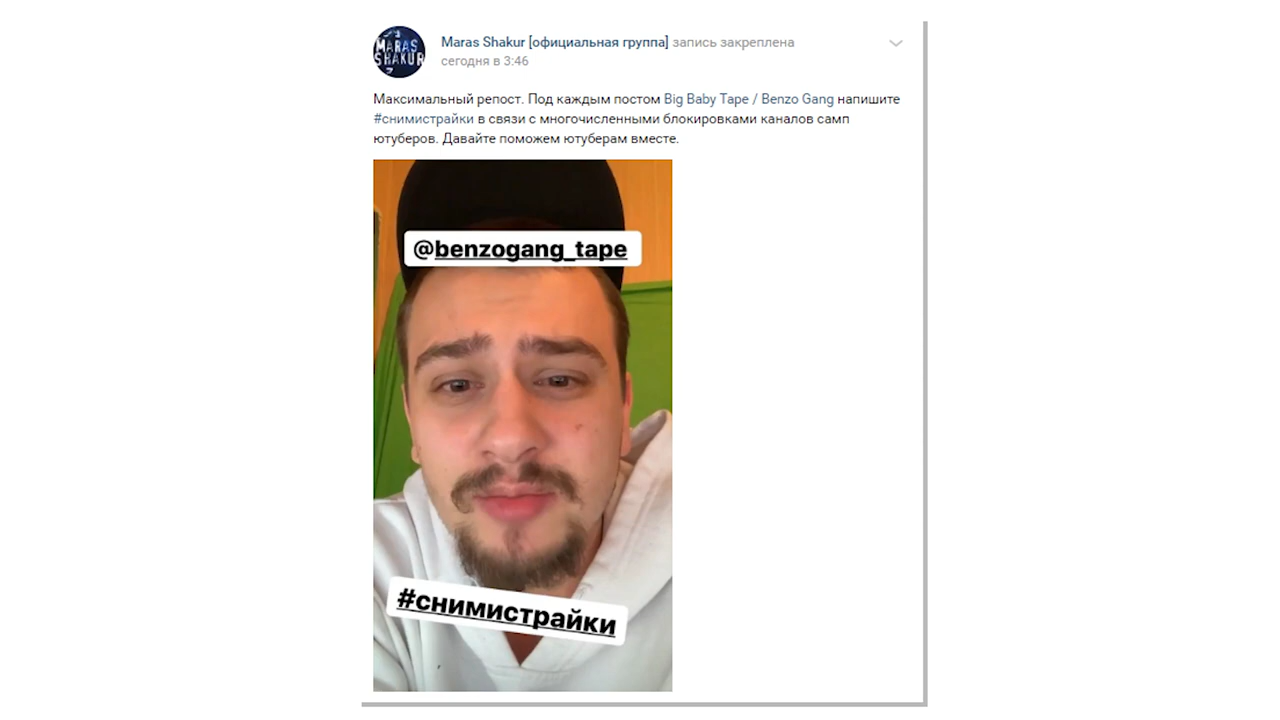 MARAS
SHAKUR
Maras Shakur [официальная группа] запись закреплена
сегодня в 3:46
Максимальный репост. Под каждым постом Big Baby Tape / Benzo Gang напишите
#снимистрайки в связи с многочисленными блокировками каналов самп
ютуберов. Давайте поможем ютуберам вместе.
@benzogang_tape
#снимистрайки